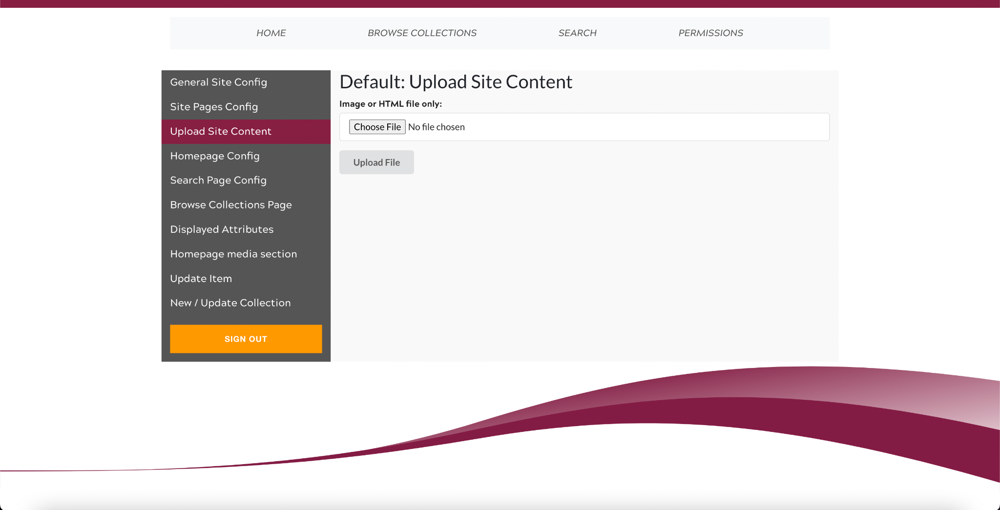 HOME BROWSE COLLECTIONS SEARCH PERMISSIONS
General Site Config
Site Pages Config
Upload Site Content
Homepage Config
Search Page Config
Browse Collections Page
Displayed Attributes
Homepage media section
Update Item
New / Update Collection
SIGN OUT
Default: Upload Site Content
Image or HTML file only:
Choose File No file chosen
Upload File